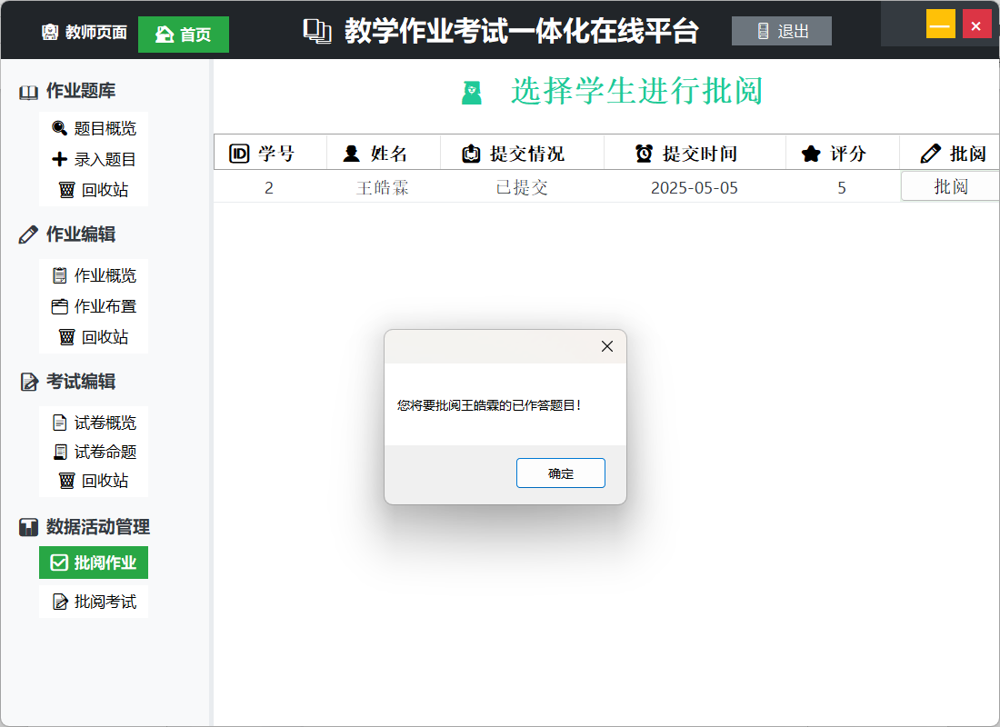 教师页面 首页 教学作业考试一体化在线平台 退出
作业题库
题目概览
录入题目
回收站
作业编辑
作业概览
作业布置
回收站
考试编辑
试卷概览
试卷命题
回收站
数据活动管理
批阅作业
批阅考试
选择学生进行批阅
ID 学号 姓名 提交情况 提交时间 评分 批阅
2 王皓霖 已提交 2025-05-05 5 批阅
您将要批阅王皓霖的已作答题目！
确定